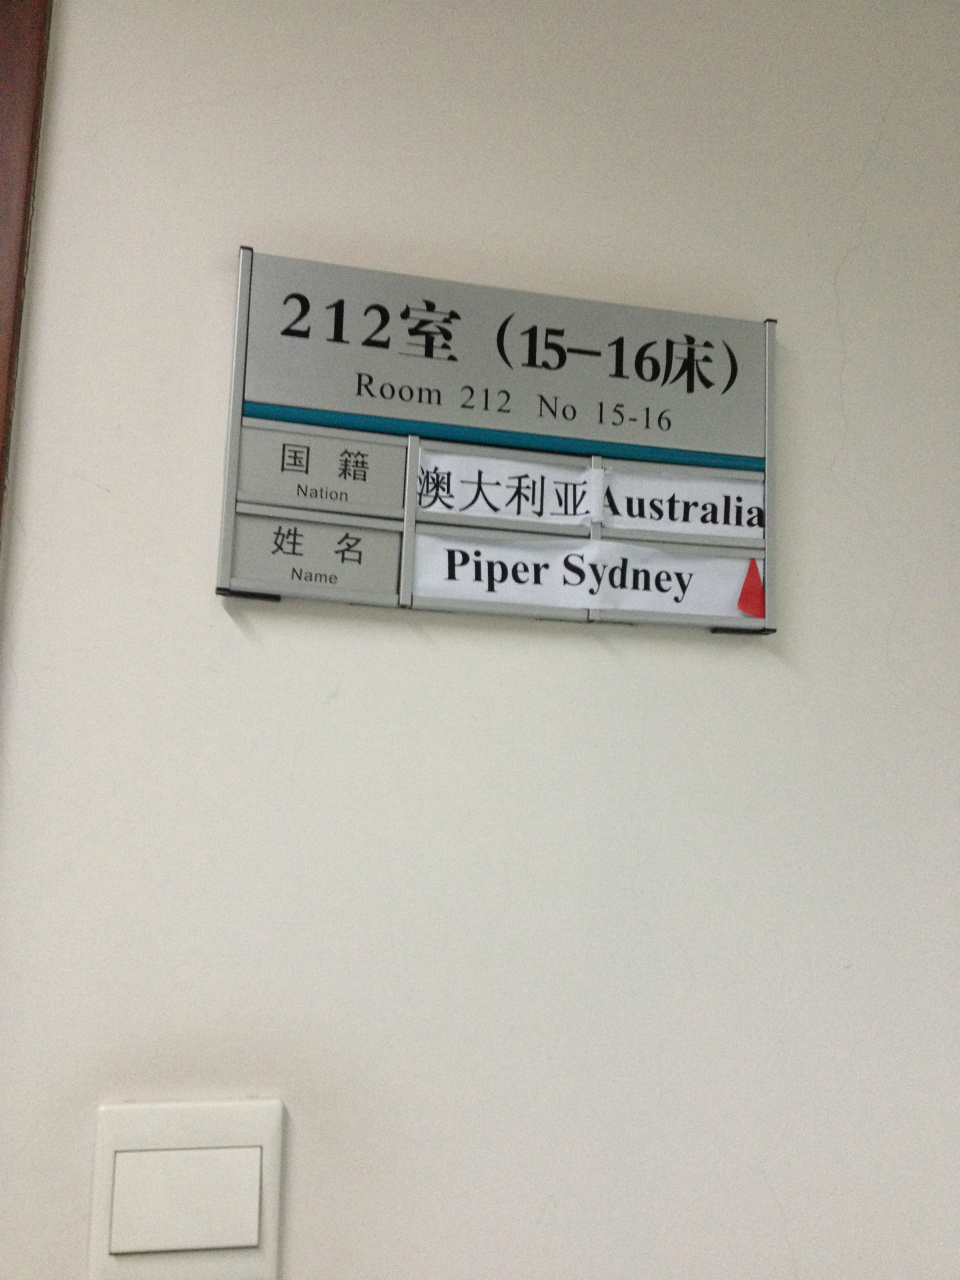 212室（15-16床）
Room 212 No 15-16
国 籍 澳大利亚 Australia
Nation
姓 名 Piper Sydney
Name